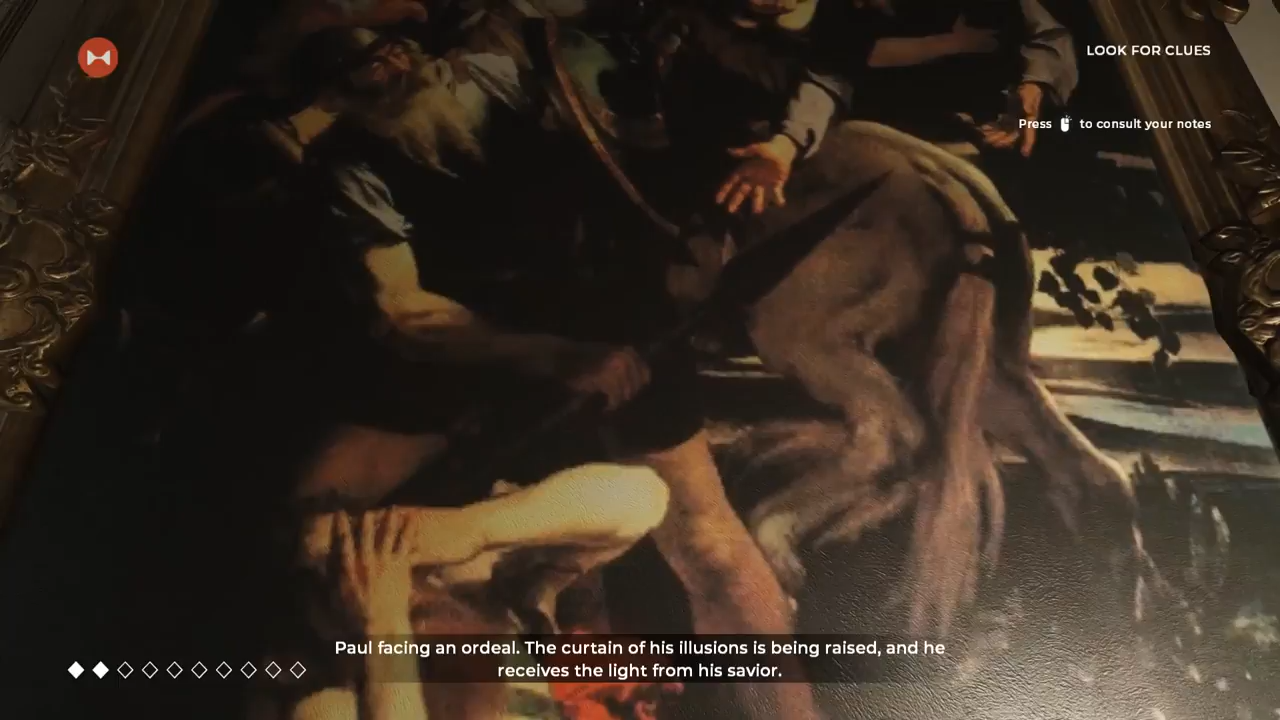 LOOK FOR CLUES
Press to consult your notes
Paul facing an ordeal. The curtain of his illusions is being raised, and he
receives the light from his savior.